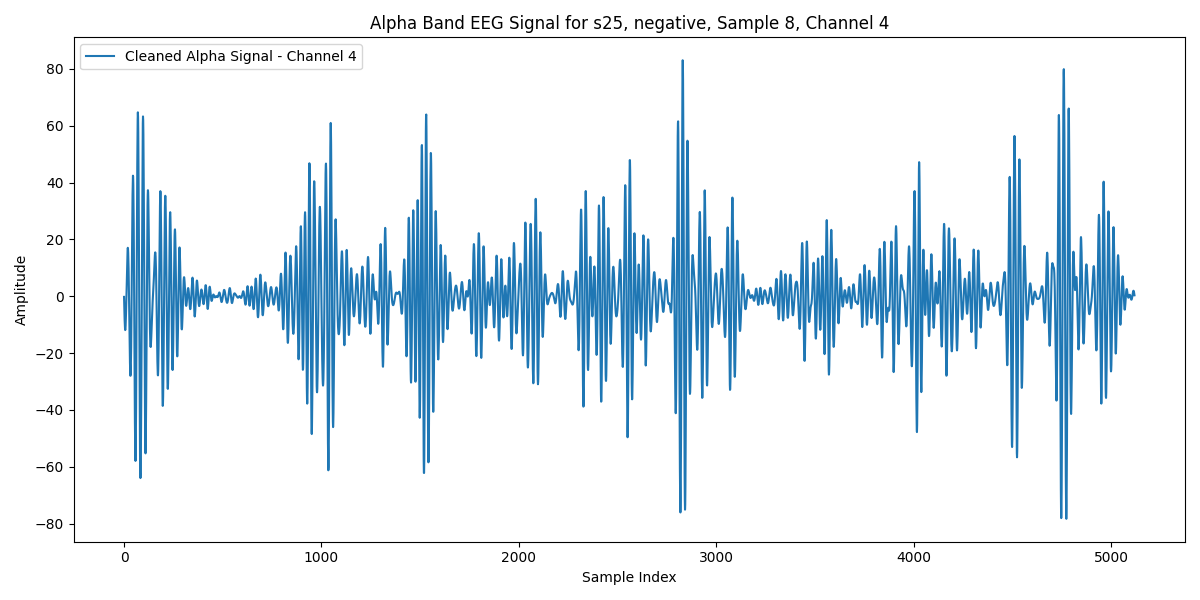 Alpha Band EEG Signal for s25, negative, Sample 8, Channel 4
Cleaned Alpha Signal - Channel 4
80
60
40
20
0
−20
−40
−60
−80
Amplitude
0 1000 2000 3000 4000 5000
Sample Index